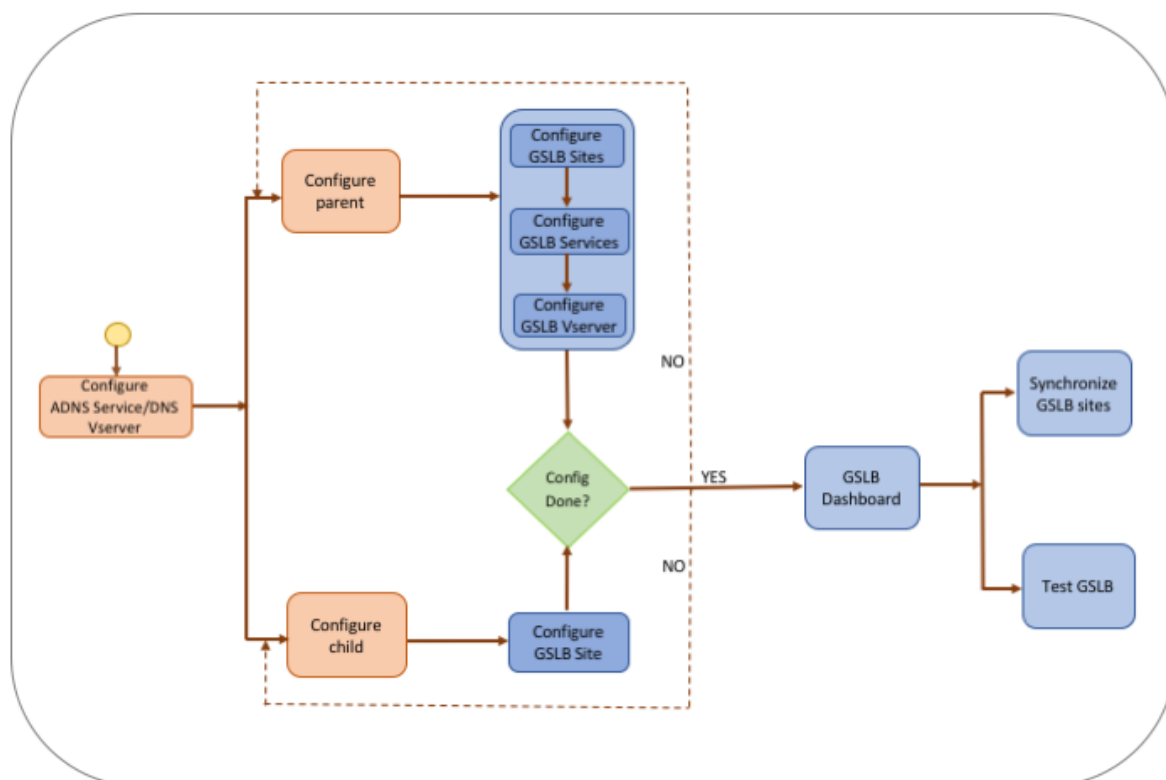 Configure
GSLB Sites
Configure
parent
Configure
GSLB Services
Configure
GSLB Vserver
NO
Configure
ADNS Service/DNS
Vserver
Synchronize
GSLB sites
Config
Done?
YES
GSLB
Dashboard
NO
Test GSLB
Configure
child
Configure
GSLB Site